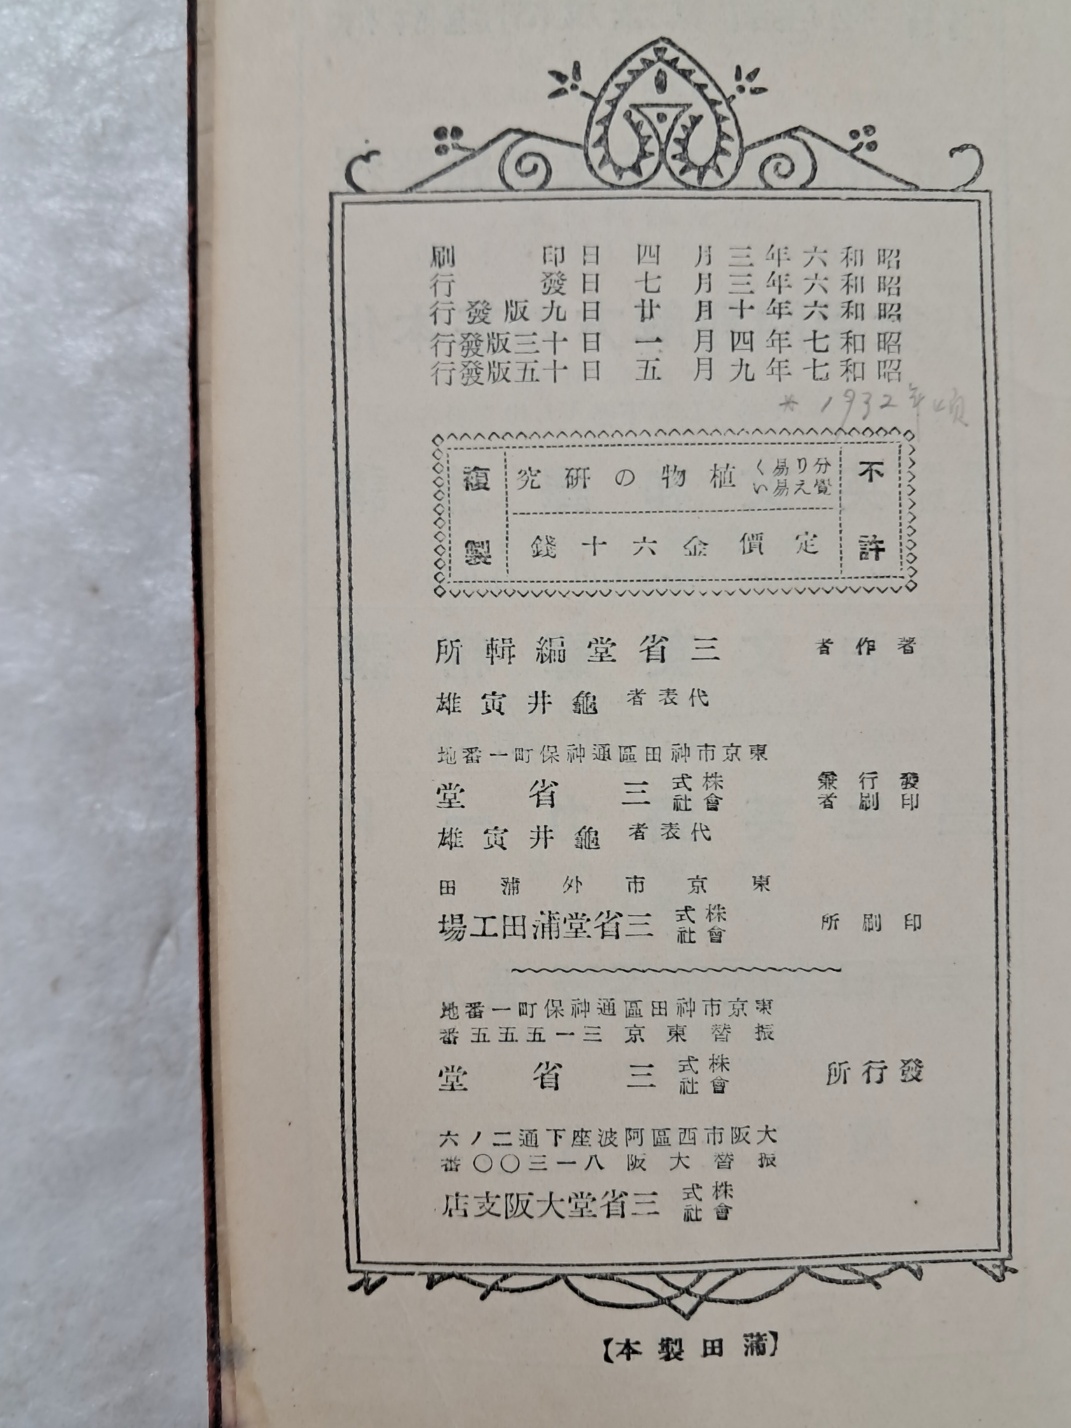 昭和六年三月四日印刷
昭和六年三月七日發行
昭和六年十月廿日九版發行
昭和七年四月一日十三版發行
昭和七年九月五日十五版發行
* 1932年頃
不許
分り易く
覺え易い
植物の研究
定價金六十錢
複製
著作者
三省堂編輯所
代表者 龜井寅雄
東京市神田區通神保町一番地
發行兼
印刷者
株式
會社
三省堂
代表者 龜井寅雄
東京市外蒲田
印刷所
株式
會社
三省堂蒲田工場
東京市神田區通神保町一番地
振替東京三一五五五番
發行所
株式
會社
三省堂
大阪市西區阿波座下通二ノ六
振替大阪八一三〇〇番
株式
會社
三省堂大阪支店
【蒲田製本】